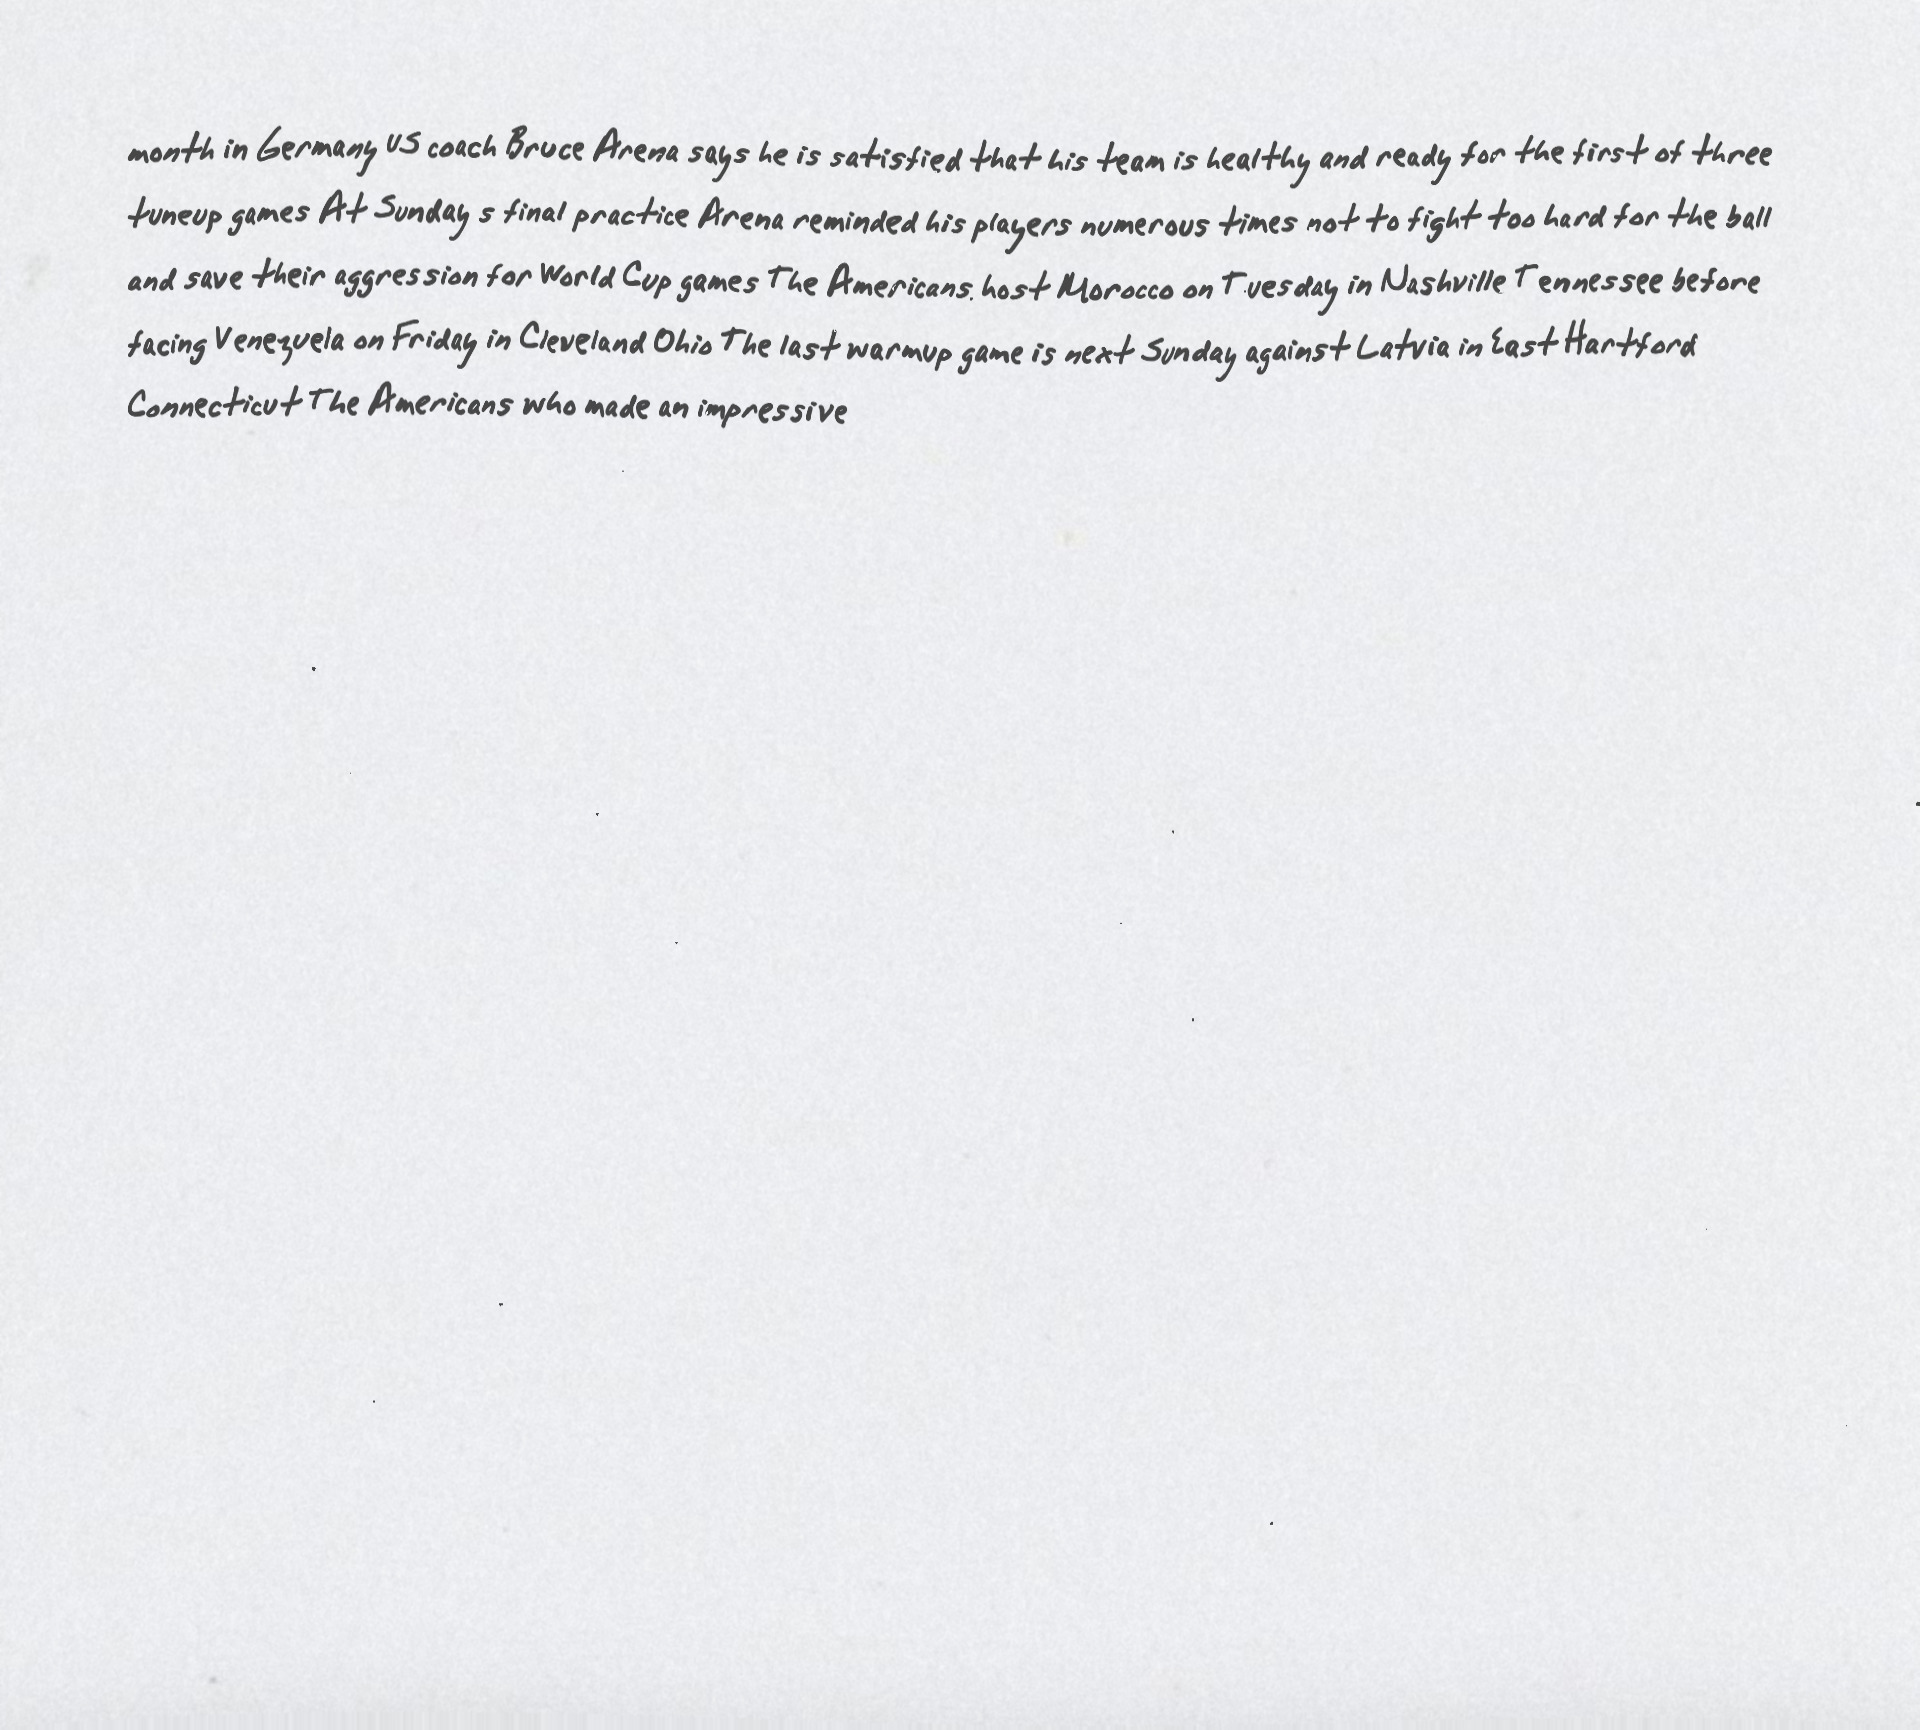 month in Germany US coach Bruce Arena says he is satisfied that his team is healthy and ready for the first of three
tuneup games At Sunday s final practice Arena reminded his players numerous times not to fight too hard for the ball
and save their aggression for World Cup games The Americans host Morocco on Tuesday in Nashville Tennessee before
facing Venezuela on Friday in Cleveland Ohio The last warmup game is next Sunday against Latvia in East Hartford
Connecticut The Americans who made an impressive